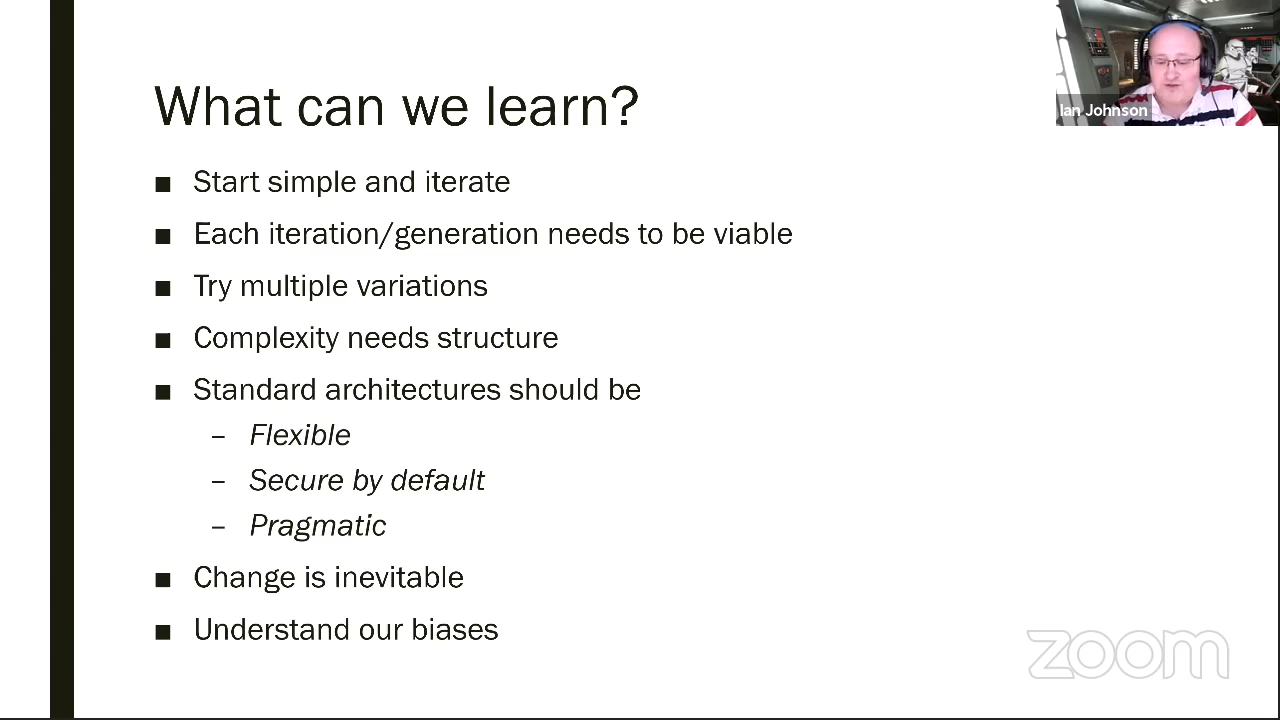 What can we learn?
Ian Johnson
■ Start simple and iterate
■ Each iteration/generation needs to be viable
■ Try multiple variations
■ Complexity needs structure
■ Standard architectures should be
– Flexible
– Secure by default
– Pragmatic
■ Change is inevitable
■ Understand our biases
zoom